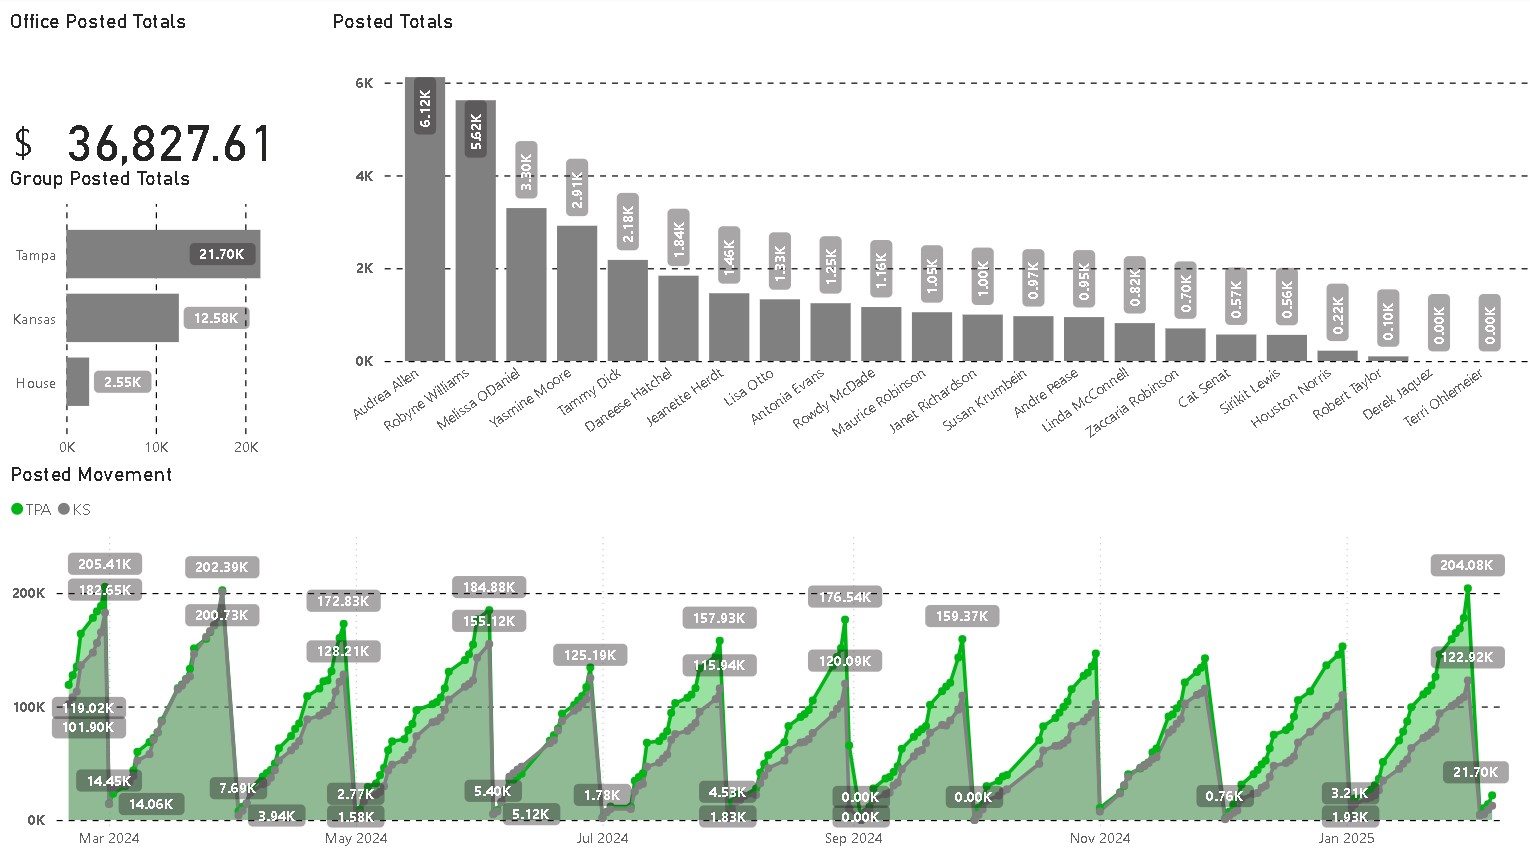 Office Posted Totals
$ 36,827.61
Group Posted Totals
Tampa 21.70K
Kansas 12.58K
House 2.55K
0K 10K 20K
Posted Totals
6K
4K
2K
0K
6.12K 5.62K 3.30K 2.91K 2.18K 1.84K 1.46K 1.33K 1.25K 1.16K 1.05K 1.00K 0.97K 0.95K 0.82K 0.70K 0.57K 0.56K 0.22K 0.10K 0.00K 0.00K
Audrea Allen
Robyne Williams
Melissa ODaniel
Yasmine Moore
Tammy Dick
Daneese Hatchel
Jeanette Herdt
Lisa Otto
Antonia Evans
Rowdy McDade
Maurice Robinson
Janet Richardson
Susan Krumbein
Andre Pease
Linda McConnell
Zaccaria Robinson
Cat Senat
Sirikit Lewis
Houston Norris
Robert Taylor
Derek Jaquez
Terri Ohlemeier
Posted Movement
TPA KS
200K
100K
0K
205.41K 202.39K 172.83K 184.88K 125.19K 157.93K 176.54K 159.37K 204.08K
182.65K 200.73K 128.21K 155.12K 115.94K 120.09K 122.92K
119.02K
101.90K
14.45K 7.69K 2.77K 5.40K 1.78K 4.53K 0.00K 0.00K 0.76K 3.21K 21.70K
14.06K 3.94K 1.58K 5.12K 1.83K 0.00K 1.93K
Mar 2024 May 2024 Jul 2024 Sep 2024 Nov 2024 Jan 2025